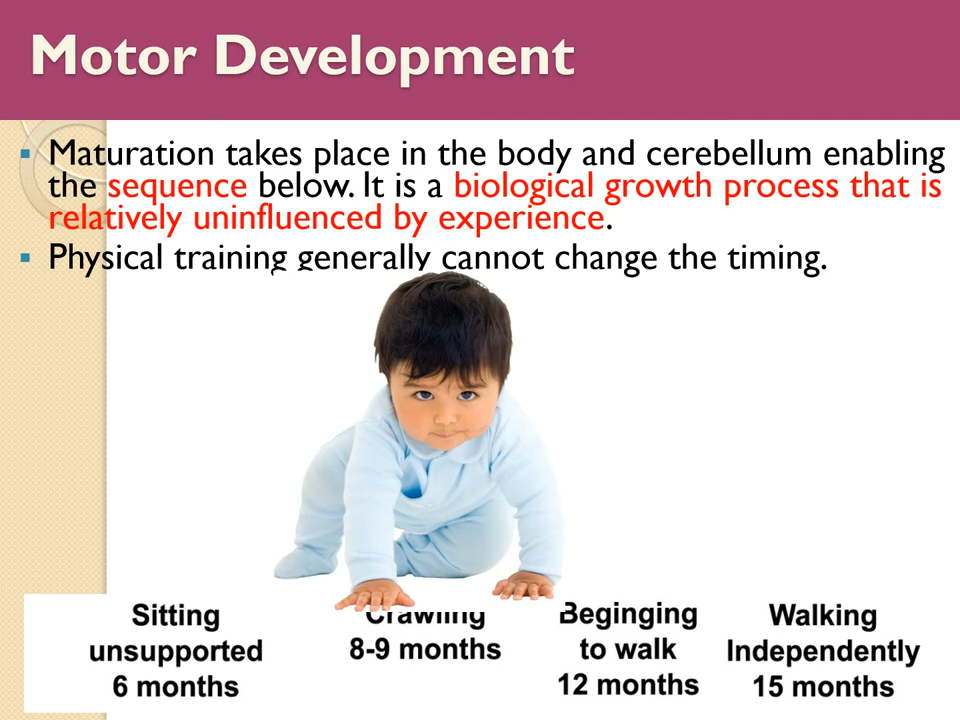 Motor Development
▪ Maturation takes place in the body and cerebellum enabling
the sequence below. It is a biological growth process that is
relatively uninfluenced by experience.
▪ Physical training generally cannot change the timing.
Sitting
unsupported
6 months
Crawling
8-9 months
Beginging
to walk
12 months
Walking
Independently
15 months